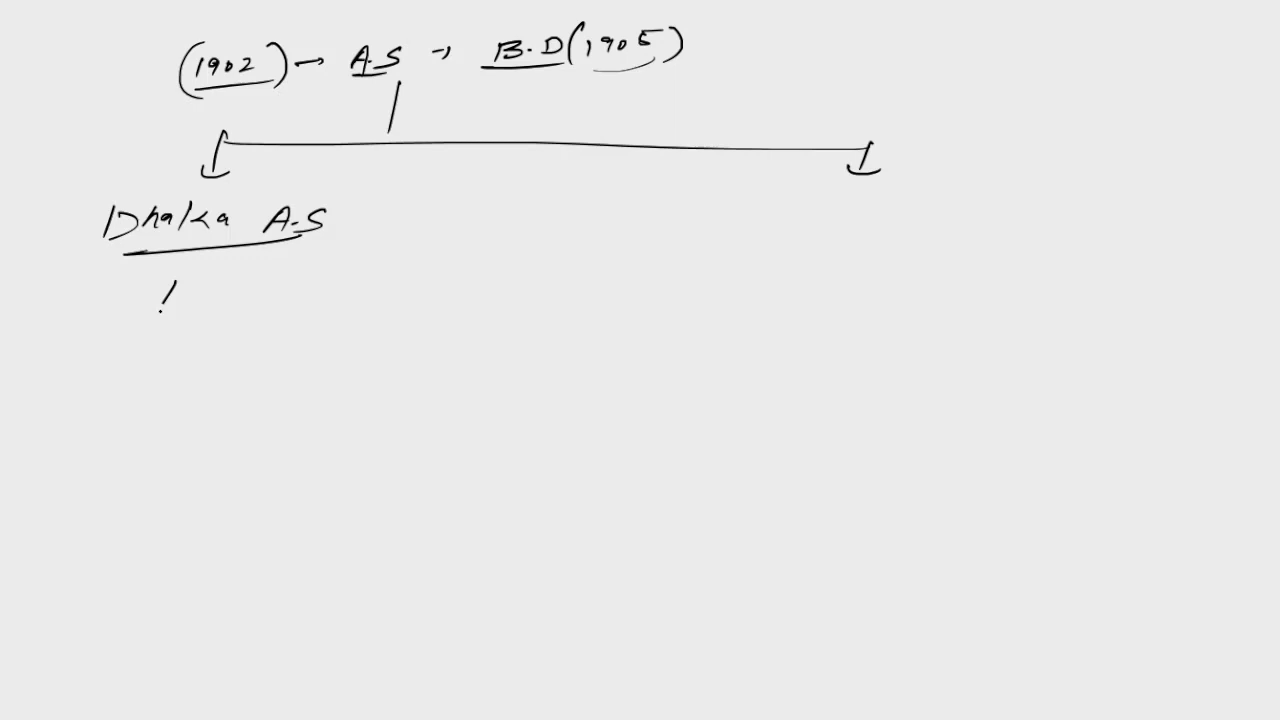 (1902) → A.S → B.D (1905)
Dhaka A.S